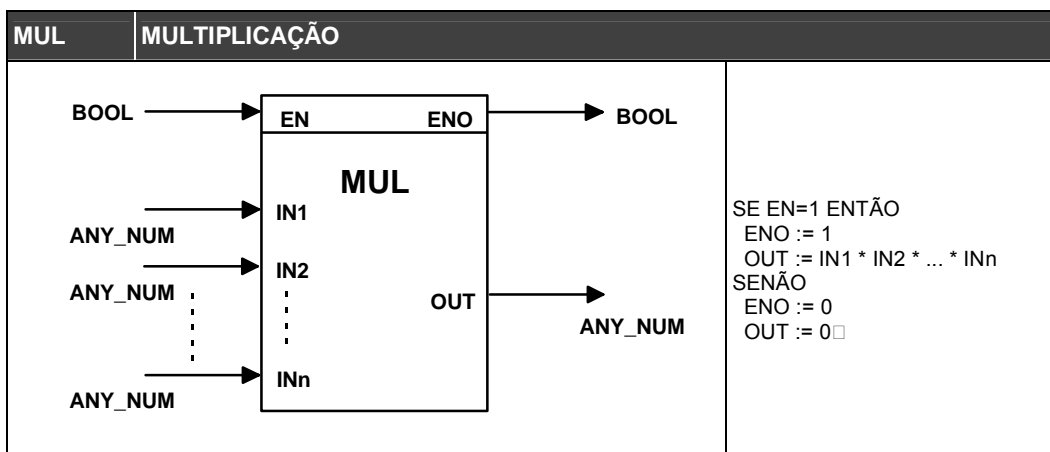 MUL MULTIPLICAÇÃO
BOOL EN ENO BOOL
MUL
IN1
ANY_NUM
IN2
ANY_NUM
OUT
ANY_NUM
INn
ANY_NUM
SE EN=1 ENTÃO
ENO := 1
OUT := IN1 * IN2 * ... * INn
SENÃO
ENO := 0
OUT := 0□